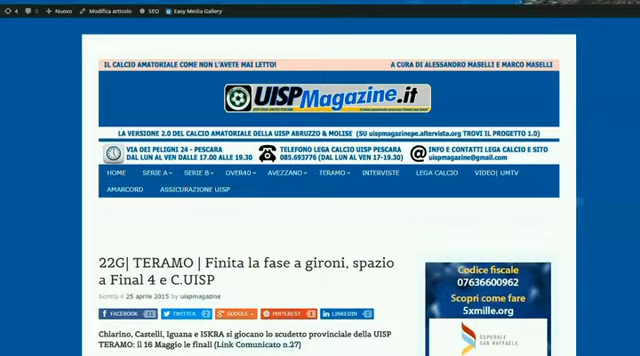 4 Nuovo Modifica articolo SEO Easy Media Gallery
IL CALCIO AMATORIALE COME NON L'AVETE MAI LETTO! A CURA DI ALESSANDRO MASELLI E MARCO MASELLI
UISPMagazine.it
LA VERSIONE 2.0 DEL CALCIO AMATORIALE DELLA UISP ABRUZZO & MOLISE (SU uispmagazinepe.altervista.org TROVI IL PROGETTO 1.0)
VIA DEI PELIGNI 24 - PESCARA
DAL LUN AL VEN DALLE 17.00 ALLE 19.30
TELEFONO LEGA CALCIO UISP PESCARA
085.693776 (DAL LUN AL VEN 17-19.30)
@ INFO E CONTATTI LEGA CALCIO E SITO
uispmagazine@gmail.com
HOME SERIE A SERIE B OVER40 AVEZZANO TERAMO INTERVISTE LEGA CALCIO VIDEO| UMTV
AMARCORD ASSICURAZIONE UISP
22G| TERAMO | Finita la fase a gironi, spazio
a Final 4 e C.UISP
Scritto il 25 aprile 2015 by uispmagazine
FACEBOOK 11 TWITTER 2 GOOGLE + PINTEREST LINKEDIN
Chiarino, Castelli, Iguana e ISKRA si giocano lo scudetto provinciale della UISP
TERAMO: il 16 Maggio le finali (Link Comunicato n.27)
Codice fiscale
07636600962
Scopri come fare
5xmille.org
OSPEDALE
SAN RAFFAELE